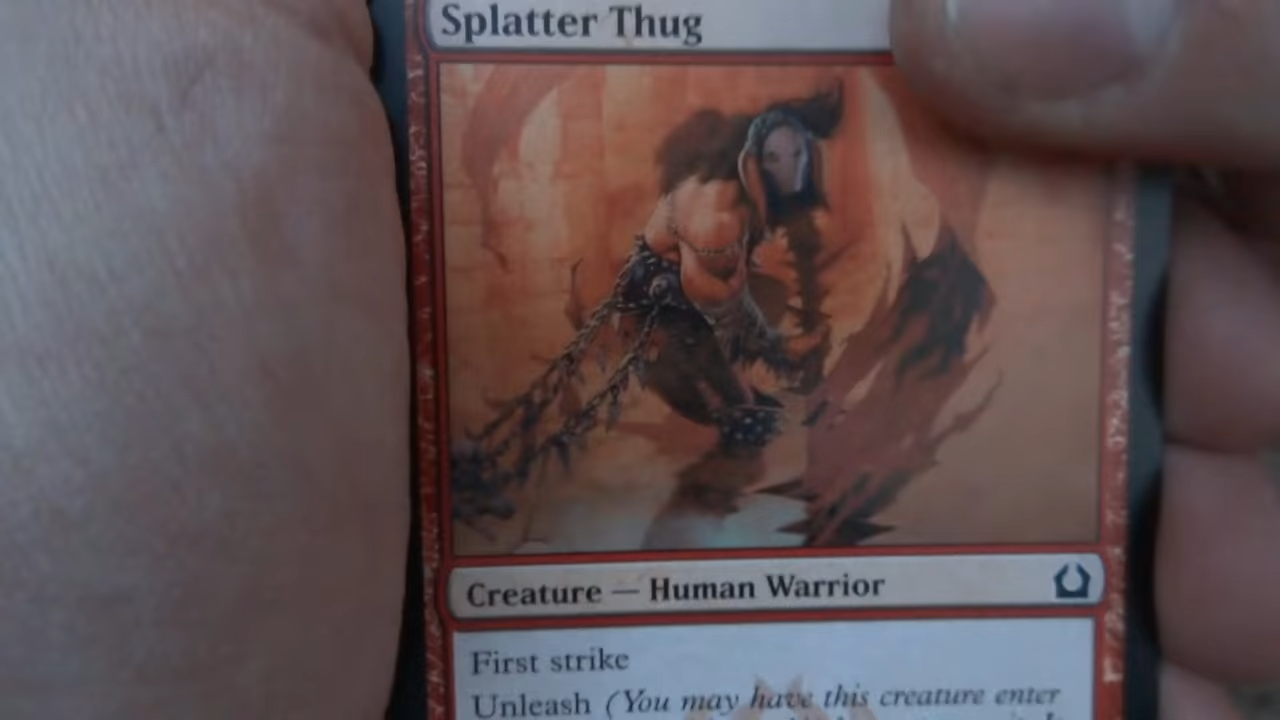 Splatter Thug
Creature — Human Warrior
First strike
Unleash (You may have this creature enter